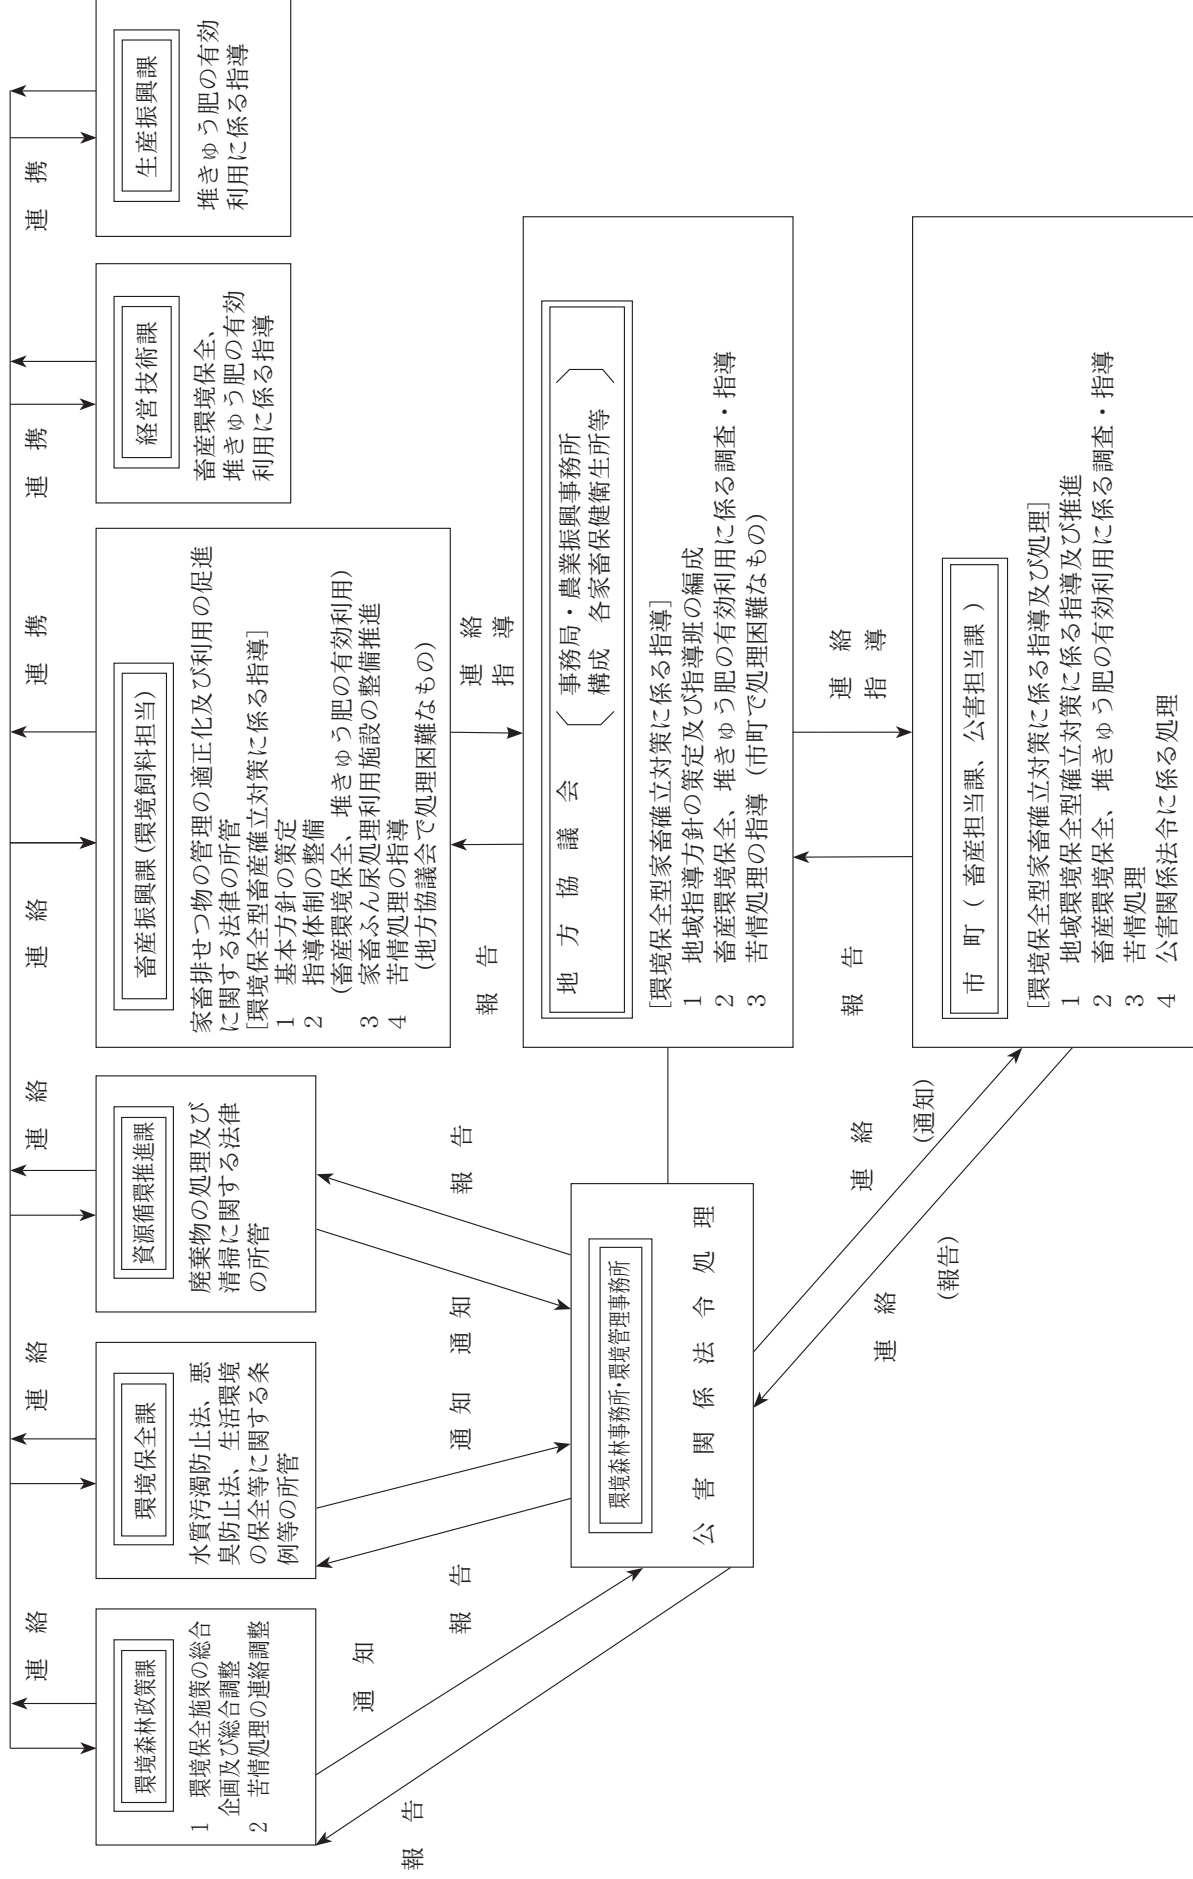 連 絡
連 絡
連 絡
連 絡
連 携
連 携
連 携
環境森林政策課
1 環境保全施策の総合
企画及び総合調整
2 苦情処理の連絡調整
環境保全課
水質汚濁防止法、悪
臭防止法、生活環境
の保全等に関する条
例等の所管
資源循環推進課
廃棄物の処理及び
清掃に関する法律
の所管
畜産振興課(環境飼料担当)
家畜排せつ物の管理の適正化及び利用の促進
に関する法律の所管
[環境保全型畜産確立対策に係る指導]
1 基本方針の策定
2 指導体制の整備
(畜産環境保全、堆きゅう肥の有効利用)
3 家畜ふん尿処理利用施設の整備推進
4 苦情処理の指導
(地方協議会で処理困難なもの)
経営技術課
畜産環境保全、
堆きゅう肥の有効
利用に係る指導
生産振興課
堆きゅう肥の有効
利用に係る指導
報 告
通 知
報 告
通 知
通 知
報 告
報 告
連 絡
指 導
地 方 協 議 会
事務局・農業振興事務所
構成 各家畜保健衛生所等
[環境保全型家畜確立対策に係る指導]
1 地域指導方針の策定及び指導班の編成
2 畜産環境保全、堆きゅう肥の有効利用に係る調査・指導
3 苦情処理の指導(市町で処理困難なもの)
環境森林事務所・環境管理事務所
公 害 関 係 法 令 処 理
連 絡
(報告)
連 絡
(通知)
報 告
連 絡
指 導
市 町( 畜産担当課、公害担当課 )
[環境保全型家畜確立対策に係る指導及び処理]
1 地域環境保全型確立対策に係る指導及び推進
2 畜産環境保全、堆きゅう肥の有効利用に係る調査・指導
3 苦情処理
4 公害関係法令に係る処理